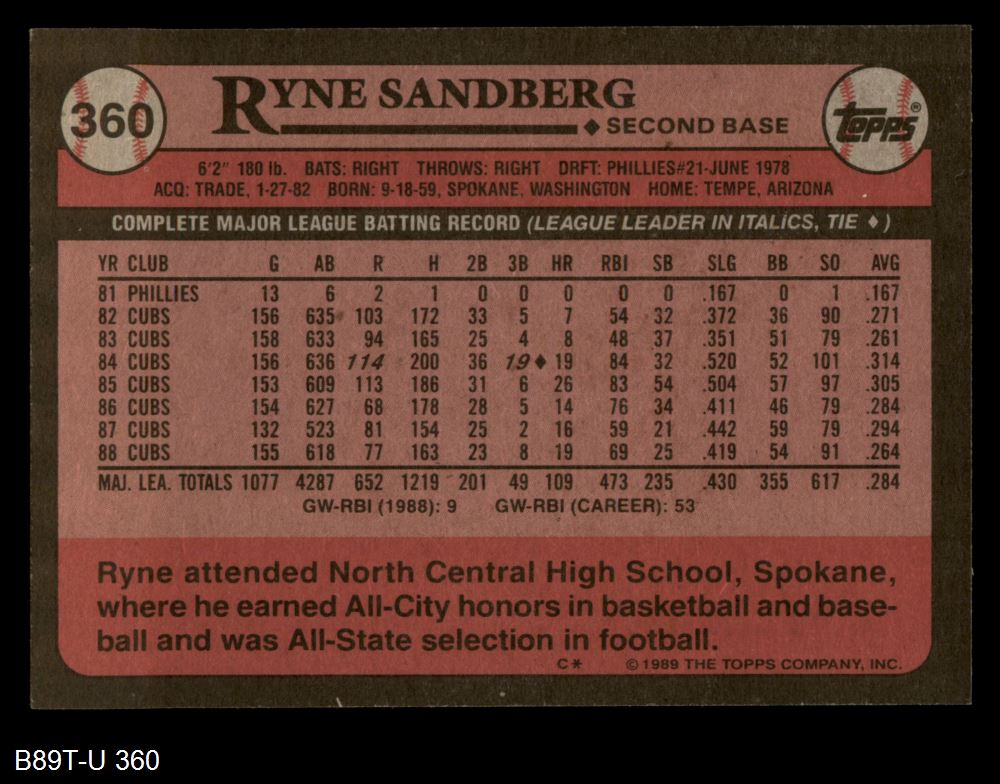 360
RYNE SANDBERG
◆ SECOND BASE
TOPPS®
6'2" 180 lb. BATS: RIGHT THROWS: RIGHT DRFT: PHILLIES#21-JUNE 1978
ACQ: TRADE, 1-27-82 BORN: 9-18-59, SPOKANE, WASHINGTON HOME: TEMPE, ARIZONA
COMPLETE MAJOR LEAGUE BATTING RECORD (LEAGUE LEADER IN ITALICS, TIE ◆)
YR CLUB G AB R H 2B 3B HR RBI SB SLG BB SO AVG
81 PHILLIES 13 6 2 1 0 0 0 0 0 .167 0 1 .167
82 CUBS 156 635 103 172 33 5 7 54 32 .372 36 90 .271
83 CUBS 158 633 94 165 25 4 8 48 37 .351 51 79 .261
84 CUBS 156 636 114 200 36 19◆ 19 84 32 .520 52 101 .314
85 CUBS 153 609 113 186 31 6 26 83 54 .504 57 97 .305
86 CUBS 154 627 68 178 28 5 14 76 34 .411 46 79 .284
87 CUBS 132 523 81 154 25 2 16 59 21 .442 59 79 .294
88 CUBS 155 618 77 163 23 8 19 69 25 .419 54 91 .264
MAJ. LEA. TOTALS 1077 4287 652 1219 201 49 109 473 235 .430 355 617 .284
GW-RBI (1988): 9 GW-RBI (CAREER): 53
Ryne attended North Central High School, Spokane,
where he earned All-City honors in basketball and base-
ball and was All-State selection in football.
C* © 1989 THE TOPPS COMPANY, INC.
B89T-U 360